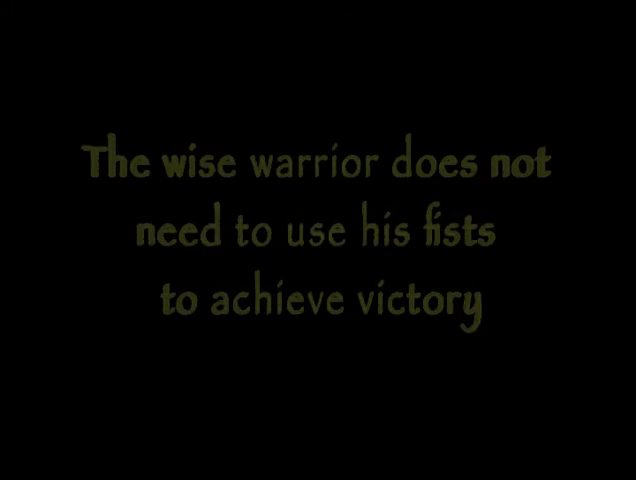 The wise warrior does not
need to use his fists
to achieve victory